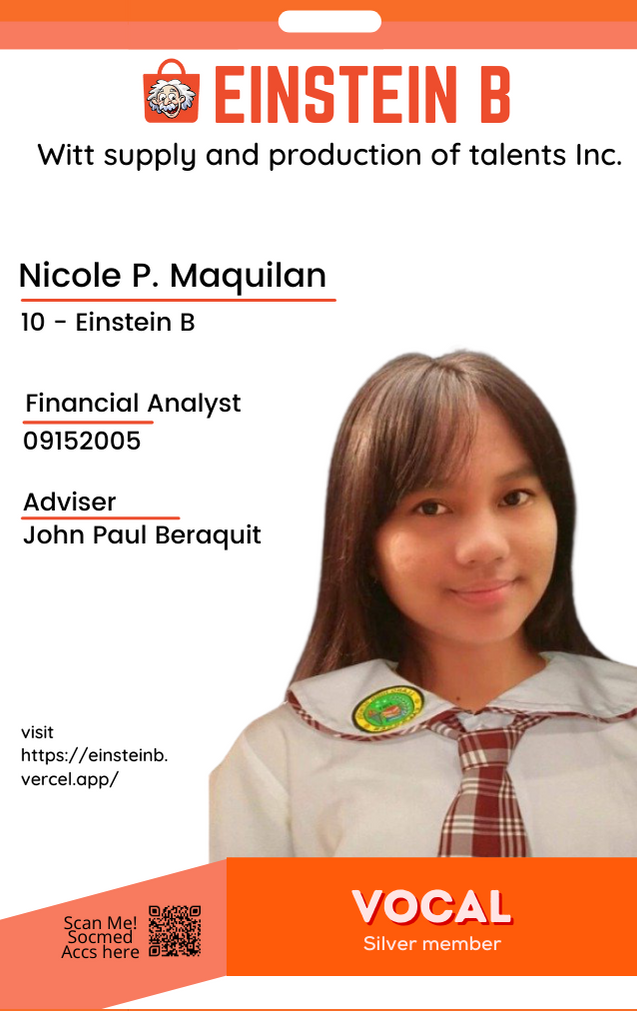 EINSTEIN B
Witt supply and production of talents Inc.
Nicole P. Maquilan
10 - Einstein B
Financial Analyst
09152005
Adviser
John Paul Beraquit
visit
https://einsteinb.
vercel.app/
Scan Me!
Socmed
Accs here
VOCAL
Silver member